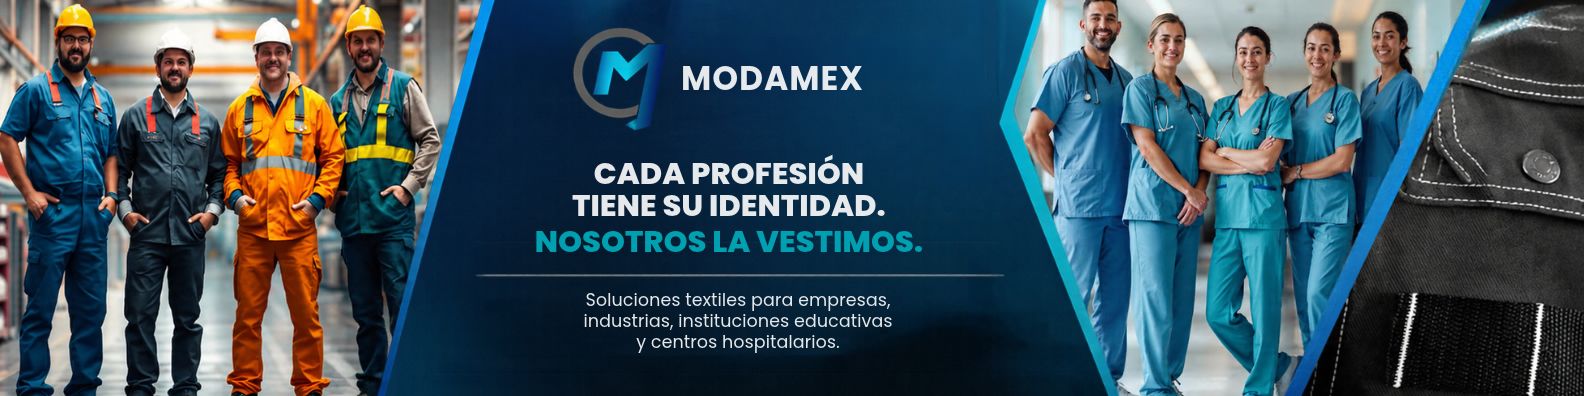 MODAMEX
CADA PROFESIÓN
TIENE SU IDENTIDAD.
NOSOTROS LA VESTIMOS.
Soluciones textiles para empresas,
industrias, instituciones educativas
y centros hospitalarios.